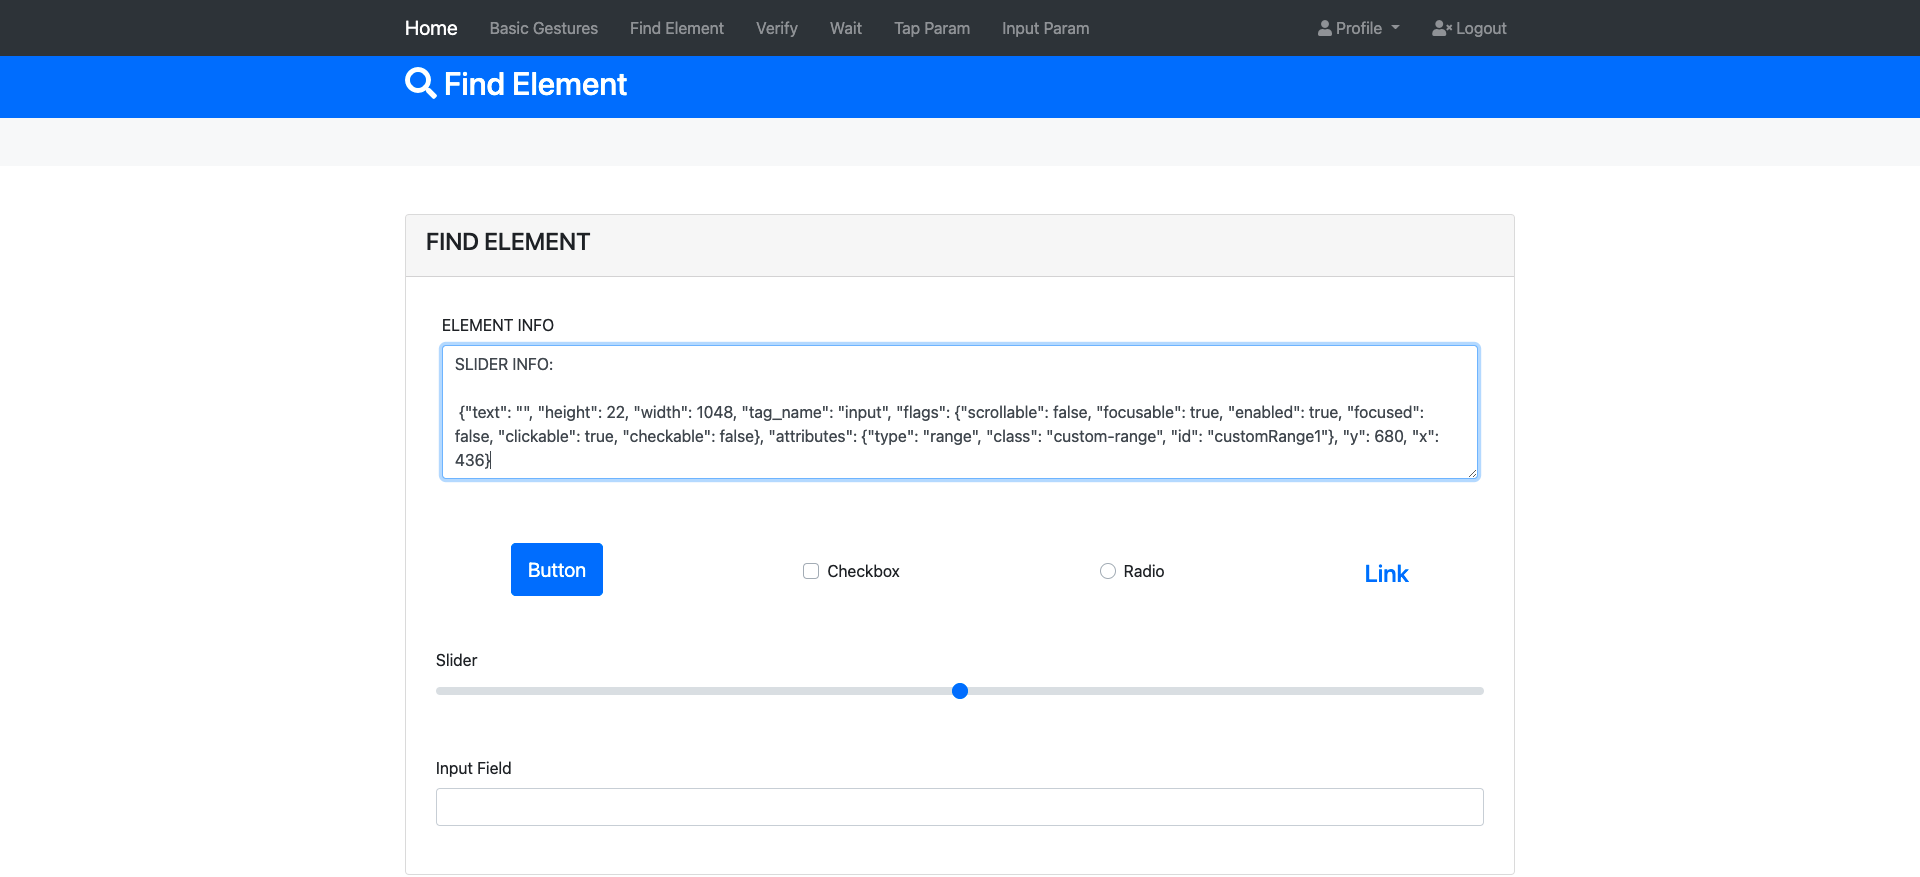 Home Basic Gestures Find Element Verify Wait Tap Param Input Param Profile Logout
Find Element
FIND ELEMENT
ELEMENT INFO
SLIDER INFO:
{"text": "", "height": 22, "width": 1048, "tag_name": "input", "flags": {"scrollable": false, "focusable": true, "enabled": true, "focused":
false, "clickable": true, "checkable": false}, "attributes": {"type": "range", "class": "custom-range", "id": "customRange1"}, "y": 680, "x":
436}
Button Checkbox Radio Link
Slider
Input Field